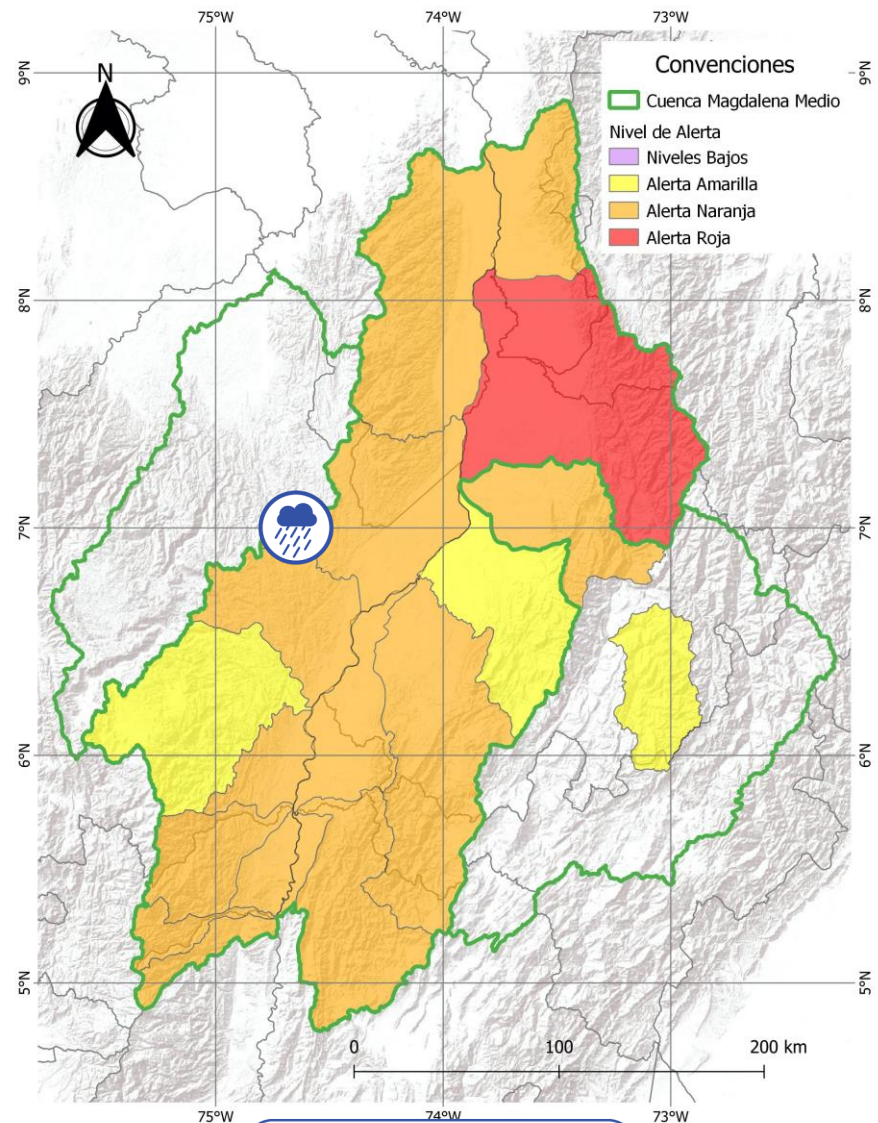 75°W 74°W 73°W
N
Convenciones
Cuenca Magdalena Medio
Nivel de Alerta
Niveles Bajos
Alerta Amarilla
Alerta Naranja
Alerta Roja
9°N 9°N
8°N 8°N
7°N 7°N
6°N 6°N
5°N 5°N
0 100 200 km
75°W 74°W 73°W